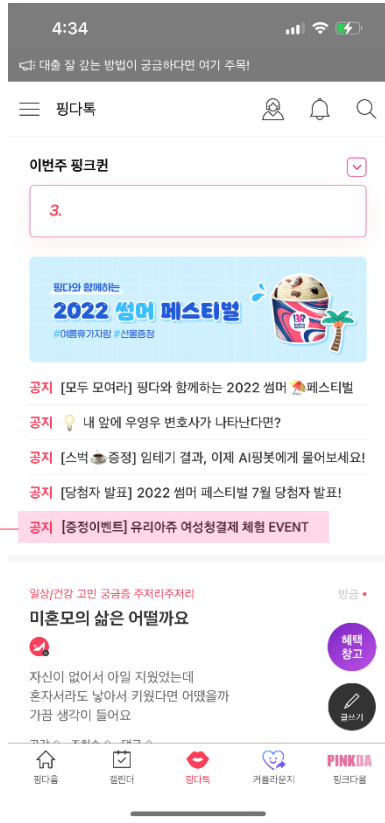 4:34
대출 잘 갚는 방법이 궁금하다면 여기 주목!
핑다톡
이번주 핑크퀸
3.
핑다와 함께하는
2022 썸머 페스티벌
#여름휴가자랑 #선물증정
BR
공지 [모두 모여라] 핑다와 함께하는 2022 썸머 페스티벌
공지 내 앞에 우영우 변호사가 나타난다면?
공지 [스벅 증정] 임테기 결과, 이제 AI핑봇에게 물어보세요!
공지 [당첨자 발표] 2022 썸머 페스티벌 7월 당첨자 발표!
공지 [증정이벤트] 유리아쥬 여성청결제 체험 EVENT
일상/건강 고민 궁금증 주저리주저리
방금
미혼모의 삶은 어떨까요
혜택
창고
자신이 없어서 아일 지웠었는데
혼자서라도 낳아서 키웠다면 어땠을까
가끔 생각이 들어요
글쓰기
핑다홈
캘린더
핑다톡
커플라운지
PINKDA
핑크다몰